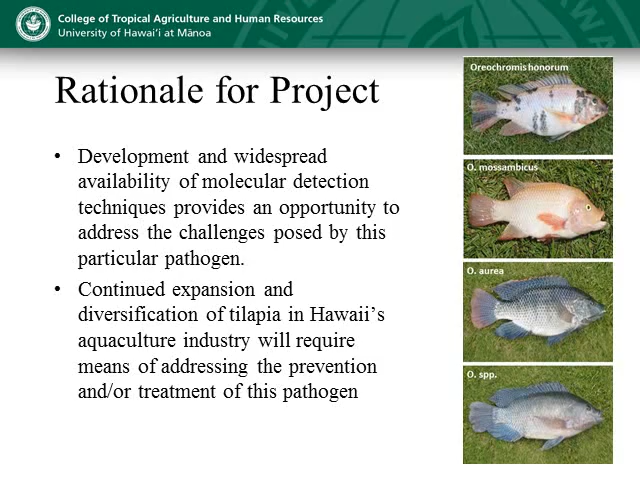 College of Tropical Agriculture and Human Resources
University of Hawai‘i at Mānoa
Rationale for Project
• Development and widespread
availability of molecular detection
techniques provides an opportunity to
address the challenges posed by this
particular pathogen.
• Continued expansion and
diversification of tilapia in Hawaii’s
aquaculture industry will require
means of addressing the prevention
and/or treatment of this pathogen
Oreochromis honorum
O. mossambicus
O. aurea
O. spp.